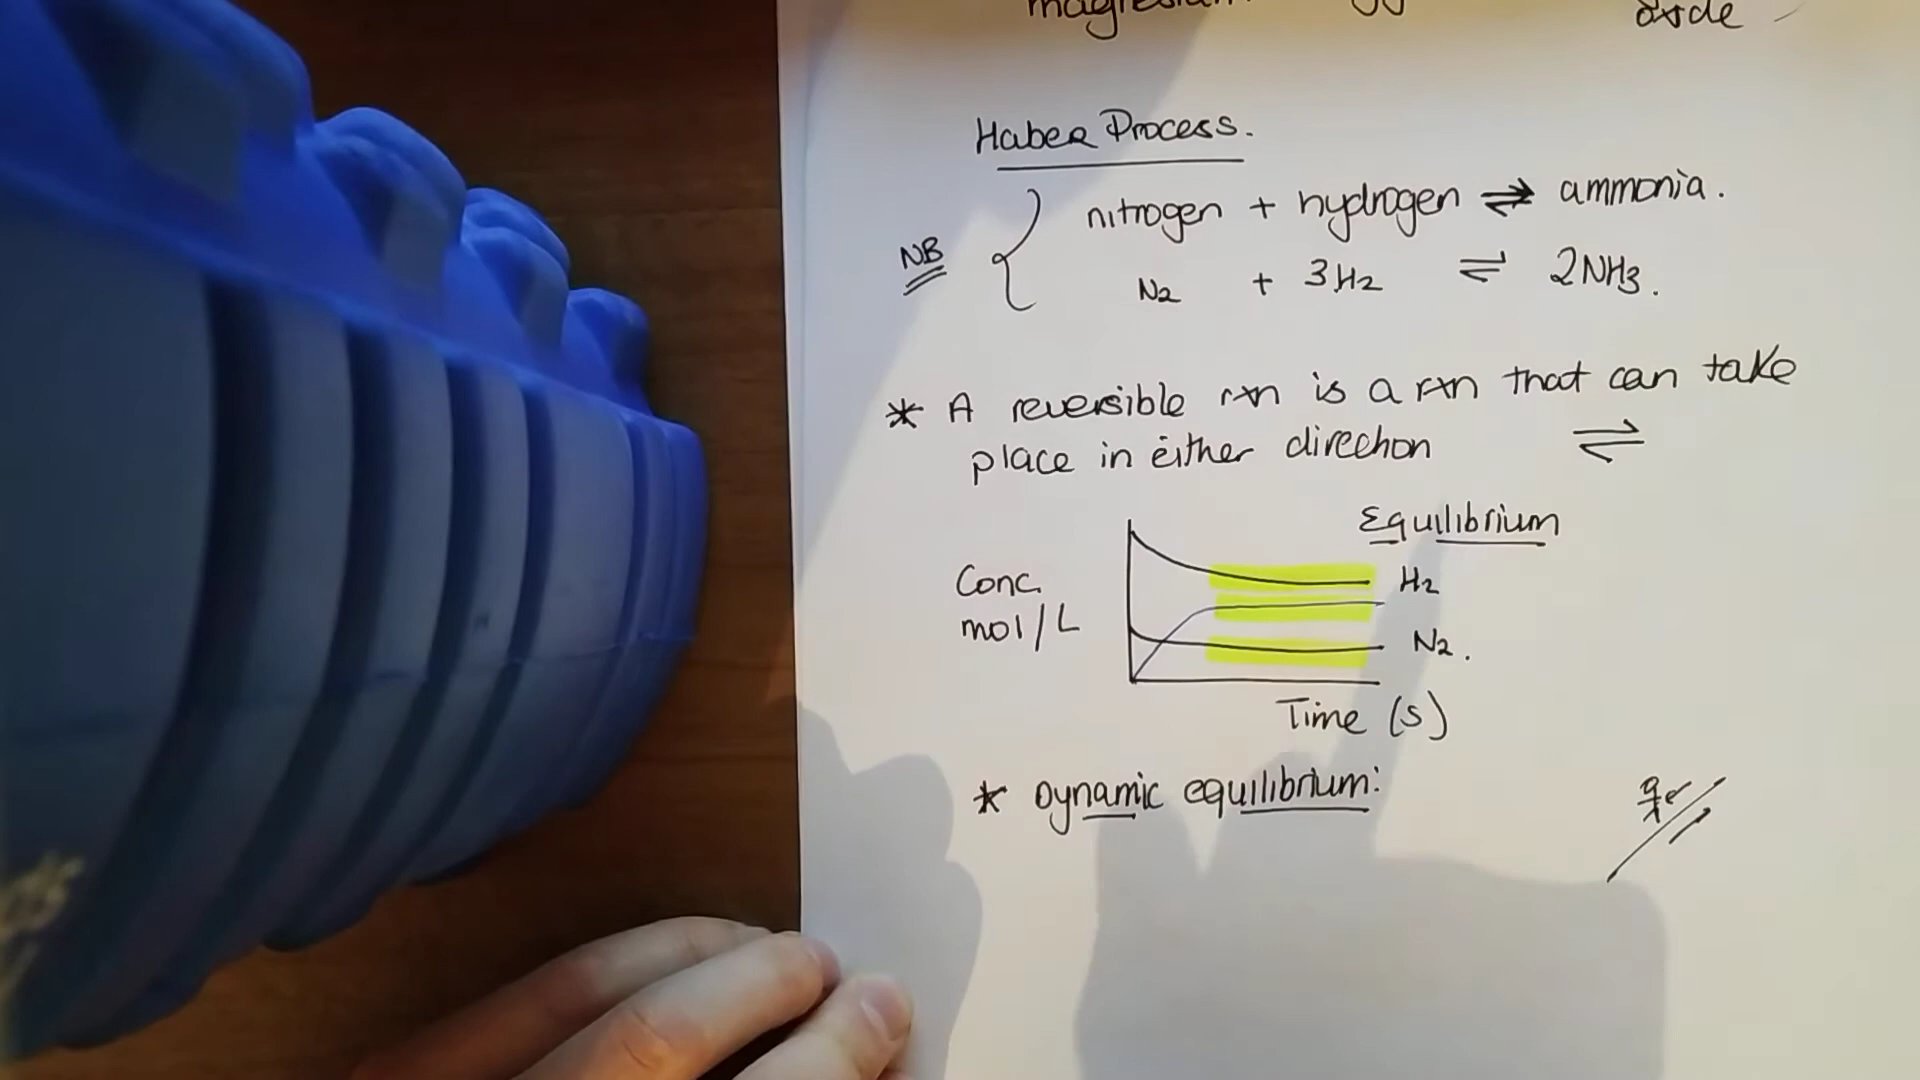 oxide
Haber Process.
nitrogen + hydrogen ⇌ ammonia.
NB
N2 + 3H2 ⇌ 2NH3.
* A reversible rxn is a rxn that can take
place in either direction ⇌
Equilibrium
Conc.
mol/L
H2
N2.
Time (s)
* Dynamic equilibrium: